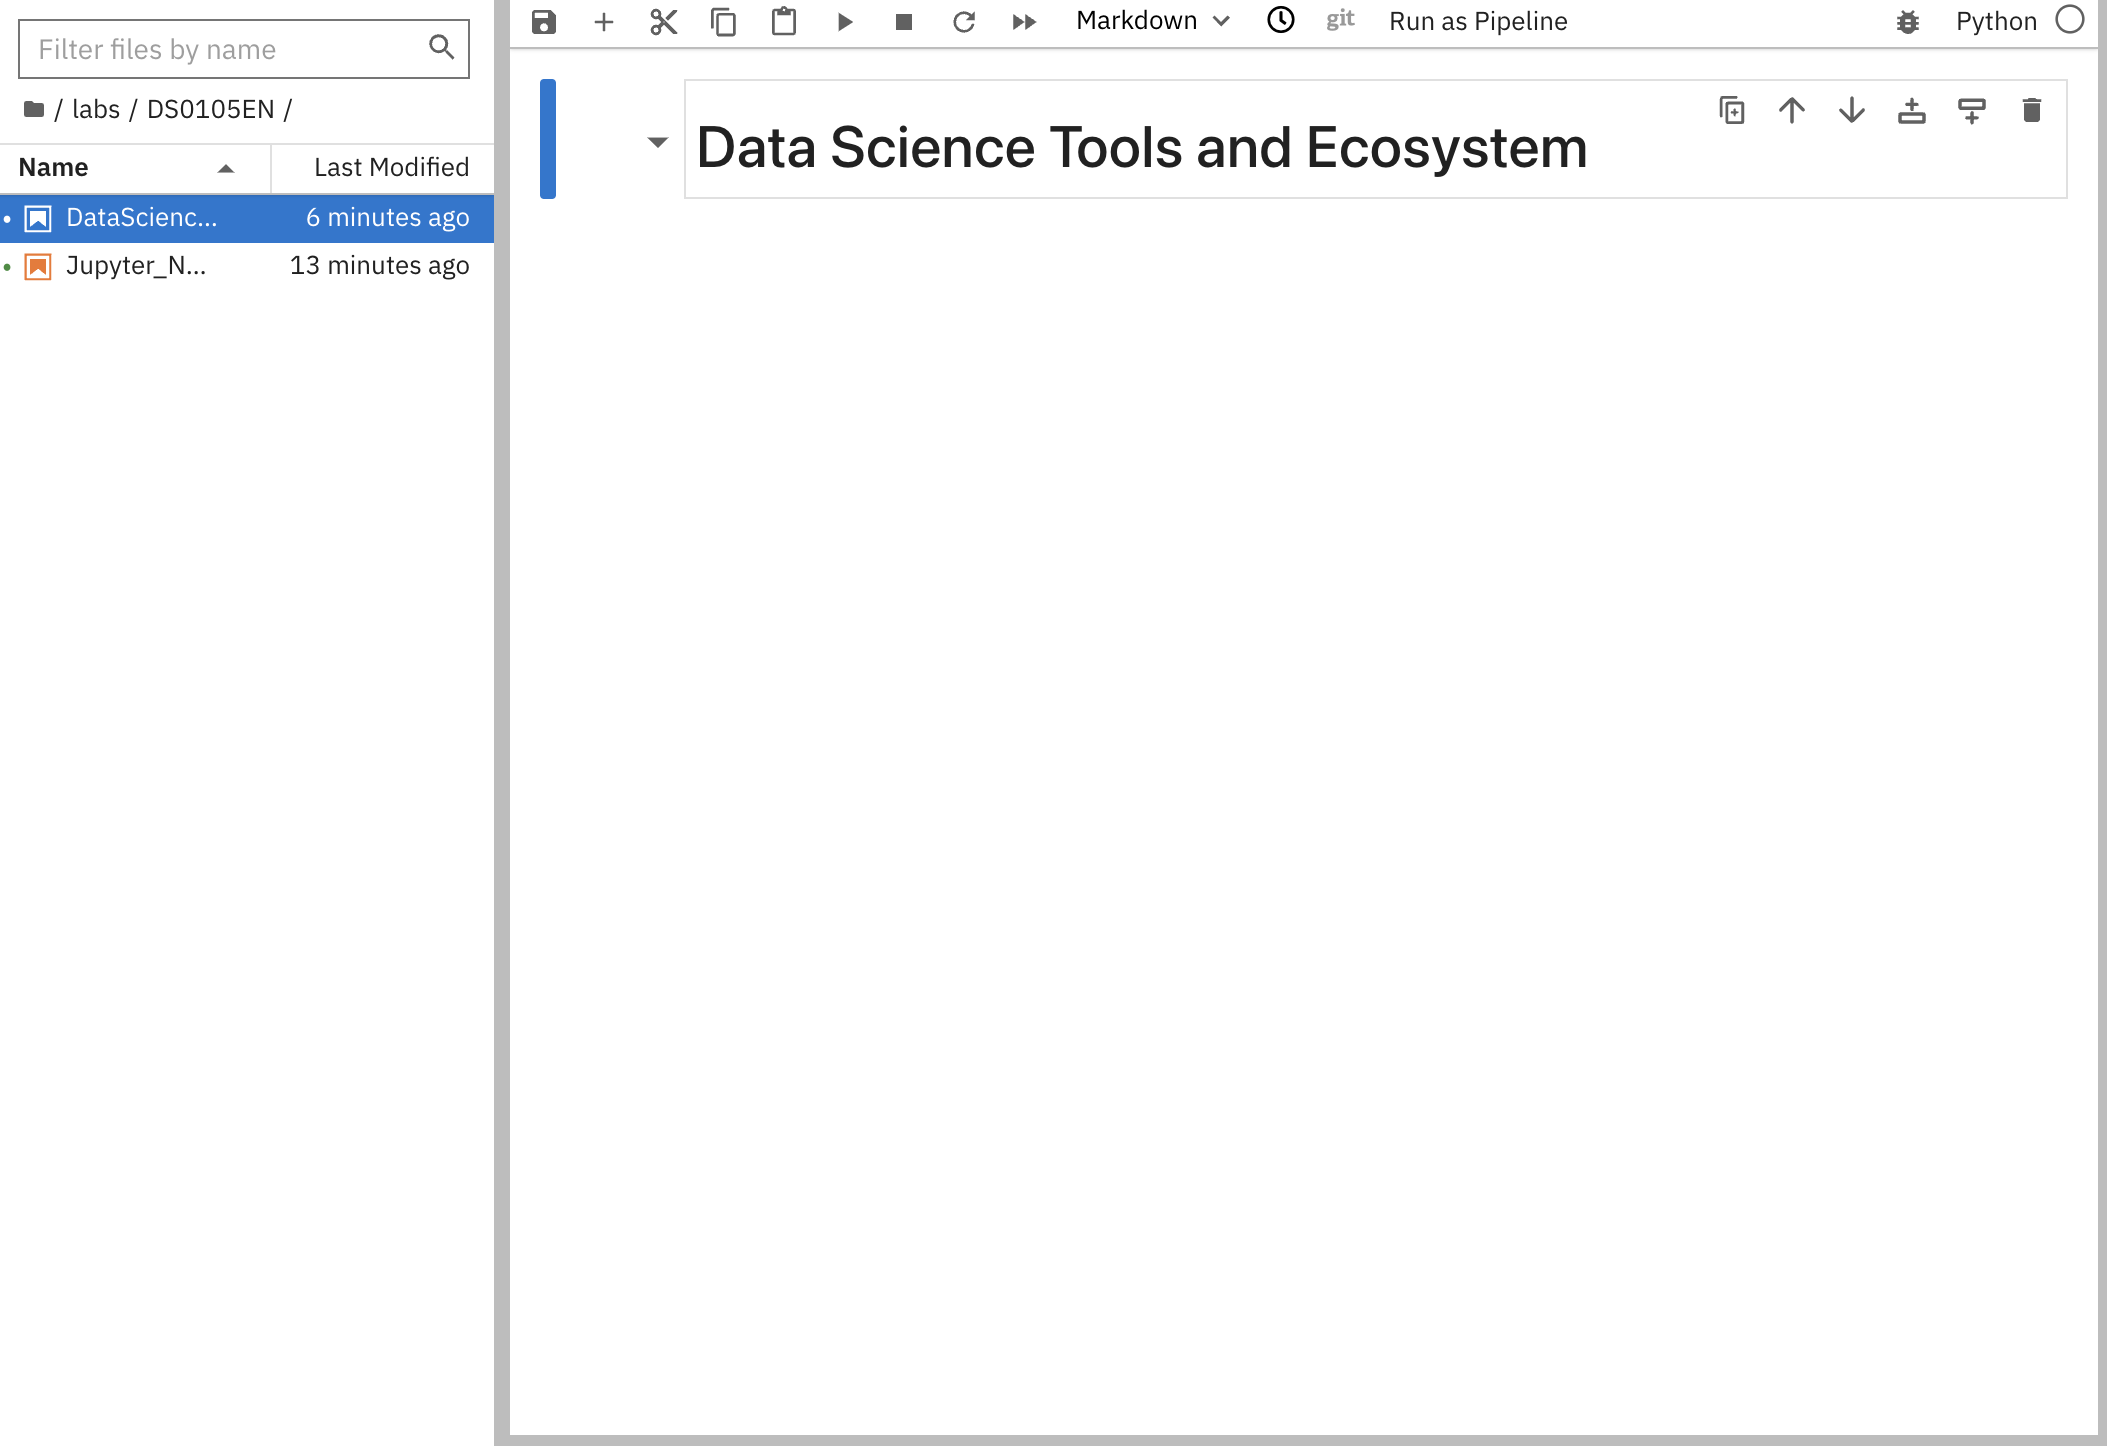 Filter files by name
/ labs / DS0105EN /
Name Last Modified
DataScienc... 6 minutes ago
Jupyter_N... 13 minutes ago
Markdown git Run as Pipeline Python
Data Science Tools and Ecosystem